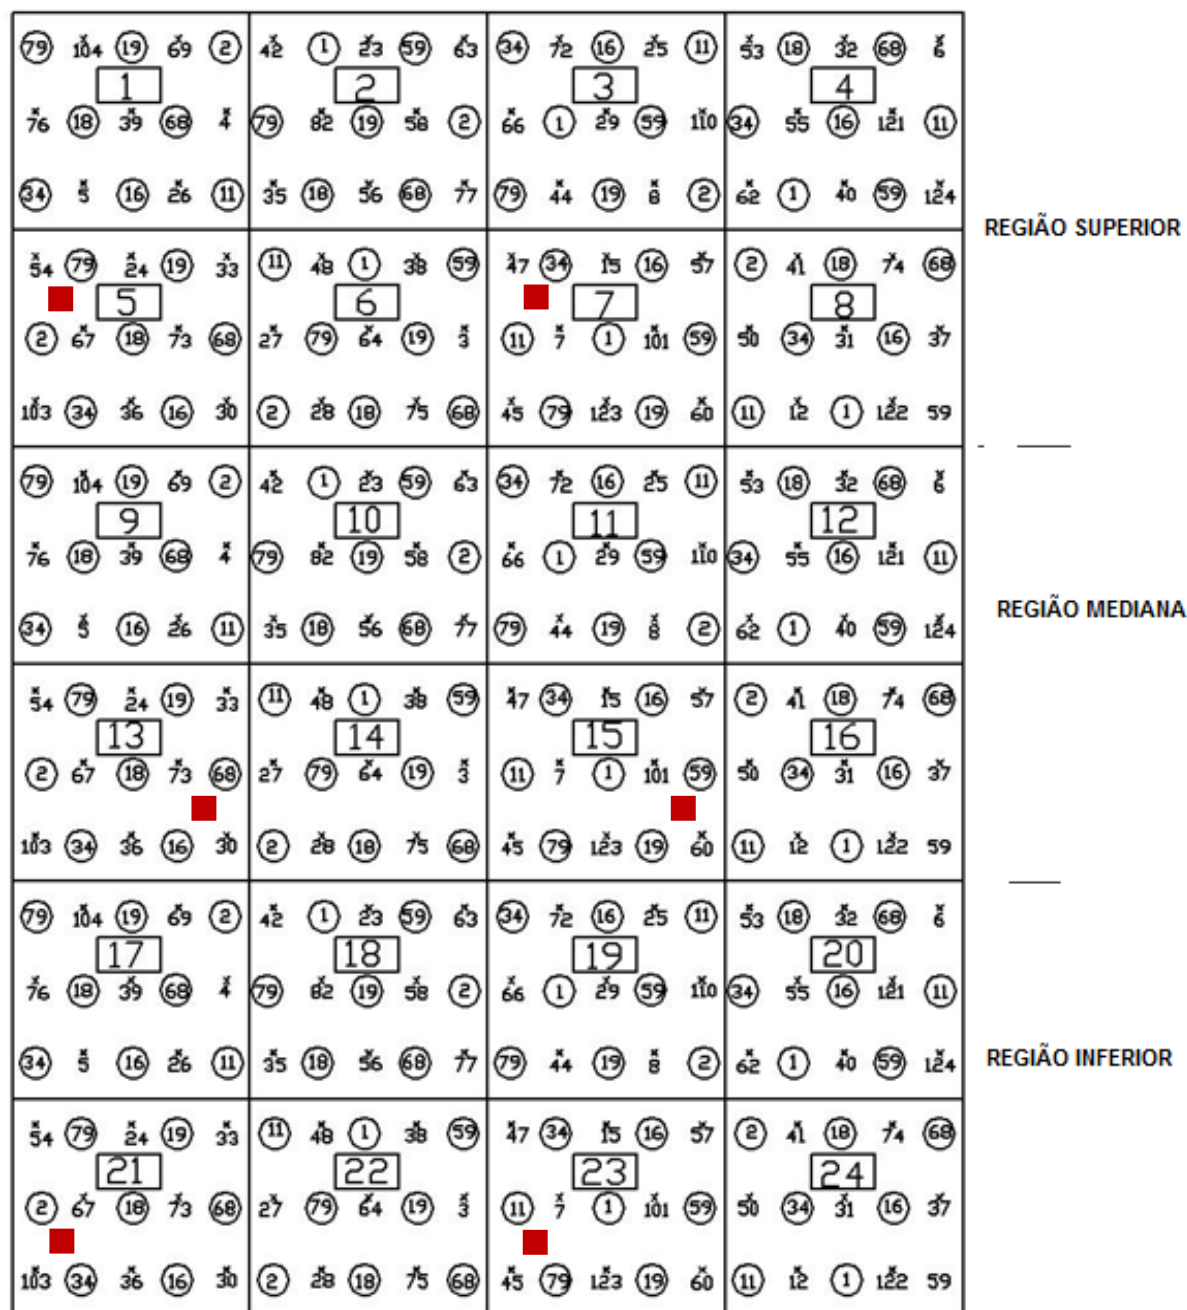 79 104 19 69 2 42 1 23 59 63 34 72 16 25 11 53 18 32 68 6
1 2 3 4
76 18 39 68 4 79 82 19 58 2 66 1 29 59 110 34 55 16 121 11
34 5 16 26 11 35 18 56 68 77 79 44 19 8 2 62 1 40 59 124
REGIÃO SUPERIOR
54 79 24 19 33 11 48 1 38 59 47 34 15 16 57 2 41 18 74 68
5 6 7 8
2 67 18 73 68 27 79 64 19 3 11 7 1 101 59 50 34 31 16 37
103 34 36 16 30 2 28 18 75 68 45 79 123 19 60 11 12 1 122 59
79 104 19 69 2 42 1 23 59 63 34 72 16 25 11 53 18 32 68 6
9 10 11 12
76 18 39 68 4 79 82 19 58 2 66 1 29 59 110 34 55 16 121 11
REGIÃO MEDIANA
34 5 16 26 11 35 18 56 68 77 79 44 19 8 2 62 1 40 59 124
54 79 24 19 33 11 48 1 38 59 47 34 15 16 57 2 41 18 74 68
13 14 15 16
2 67 18 73 68 27 79 64 19 3 11 7 1 101 59 50 34 31 16 37
103 34 36 16 30 2 28 18 75 68 45 79 123 19 60 11 12 1 122 59
79 104 19 69 2 42 1 23 59 63 34 72 16 25 11 53 18 32 68 6
17 18 19 20
76 18 39 68 4 79 82 19 58 2 66 1 29 59 110 34 55 16 121 11
34 5 16 26 11 35 18 56 68 77 79 44 19 8 2 62 1 40 59 124
REGIÃO INFERIOR
54 79 24 19 33 11 48 1 38 59 47 34 15 16 57 2 41 18 74 68
21 22 23 24
2 67 18 73 68 27 79 64 19 3 11 7 1 101 59 50 34 31 16 37
103 34 36 16 30 2 28 18 75 68 45 79 123 19 60 11 12 1 122 59